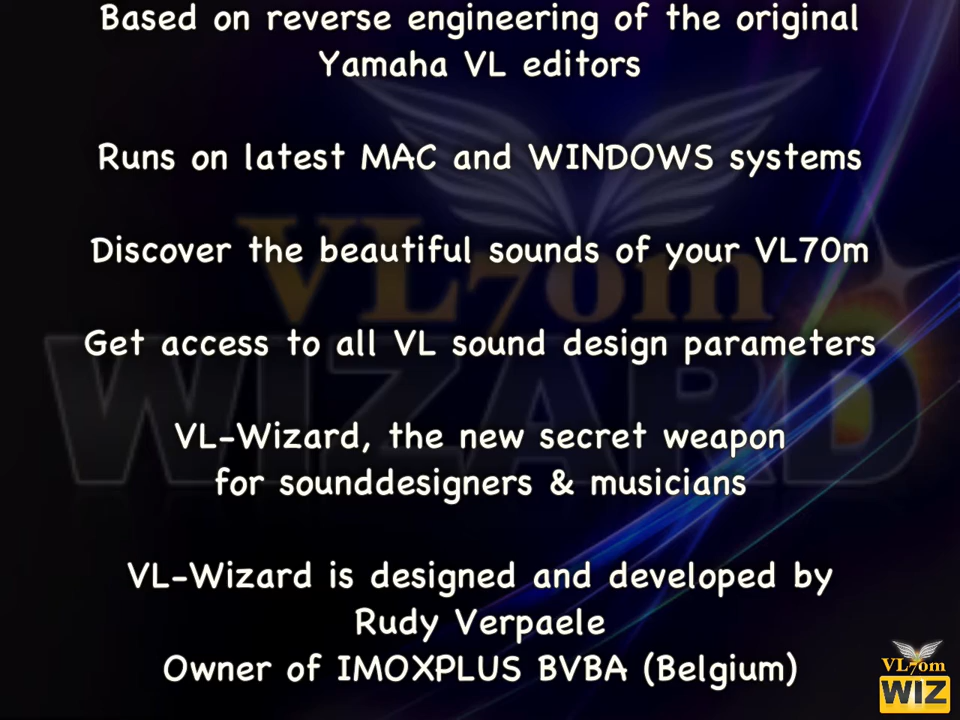 Based on reverse engineering of the original
Yamaha VL editors
Runs on latest MAC and WINDOWS systems
Discover the beautiful sounds of your VL70m
Get access to all VL sound design parameters
VL-Wizard, the new secret weapon
for sounddesigners & musicians
VL-Wizard is designed and developed by
Rudy Verpaele
Owner of IMOXPLUS BVBA (Belgium)
VL70m
WIZARD
VL70m
WIZ